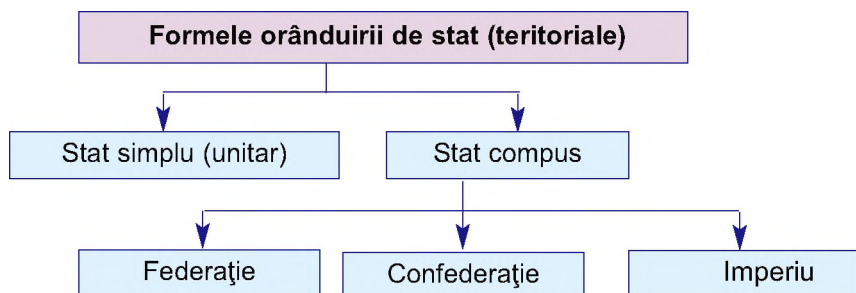 Formele orânduirii de stat (teritoriale)
Stat simplu (unitar)
Stat compus
Federaţie
Confederaţie
Imperiu